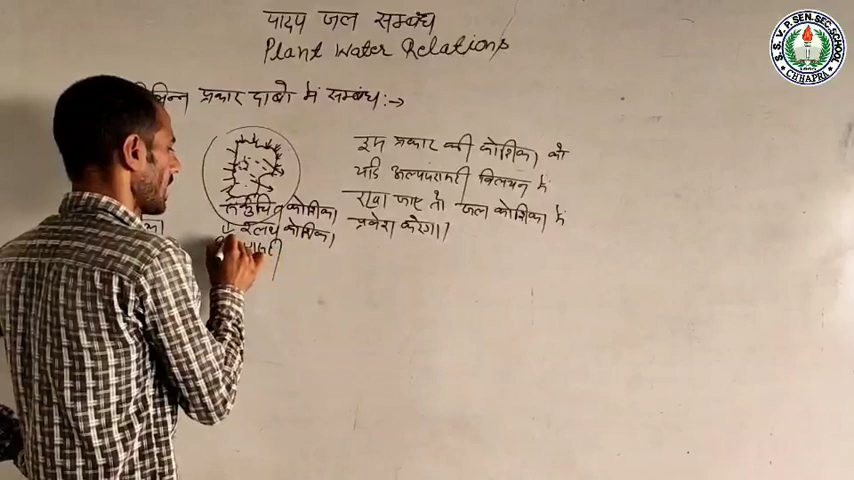 पादप जल सम्बंध
Plant Water Relations
प्रकार दाबो में सम्बंध:→
इस प्रकार की कोशिका को
यदि अल्पपरासरी विलयन में
रखा जाए तो जल कोशिका में
प्रवेश करेगा।
कोशिका
श्लथ कोशिका
S. S. V. P. SEN. SEC. SCHOOL
CHHAPRA